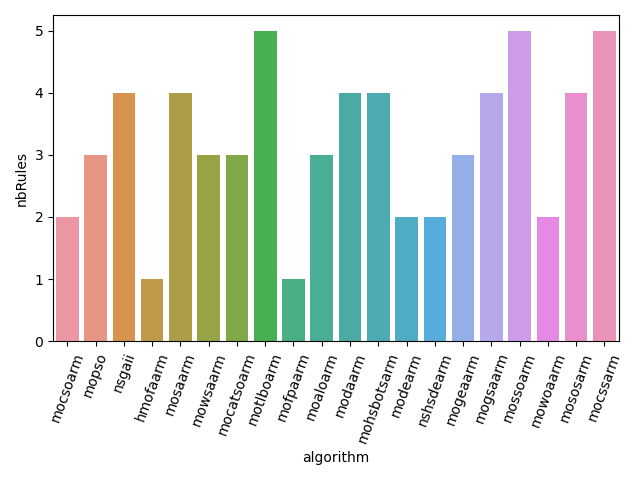 5
4
3
2
1
0
nbRules
mocsoarm
mopso
nsgaii
hmofaarm
mosaarm
mowsaarm
mocatsoarm
motlboarm
mofpaarm
moaloarm
modaarm
mohsbotsarm
modearm
nshsdearm
mogeaarm
mogsaarm
mossoarm
mowoaarm
mososarm
mocssarm
algorithm